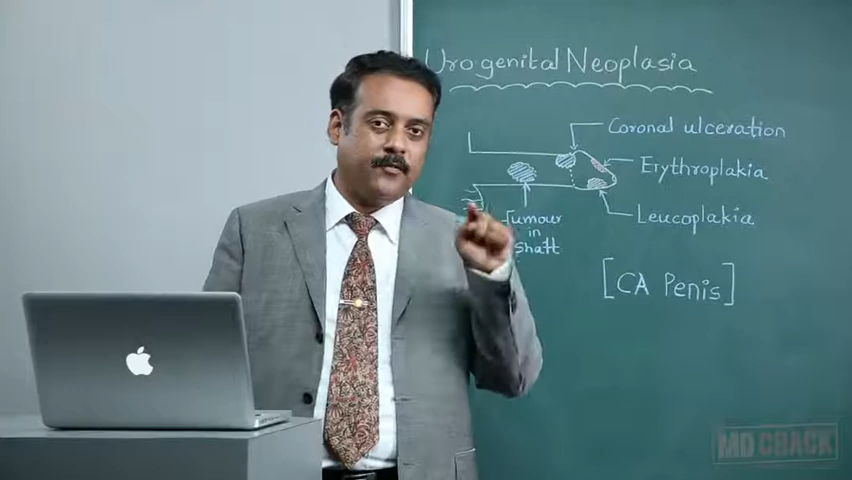 Urogenital Neoplasia
Coronal ulceration
Erythroplakia
Leucoplakia
Tumour
in
shaft
[CA Penis]
MD CRACK